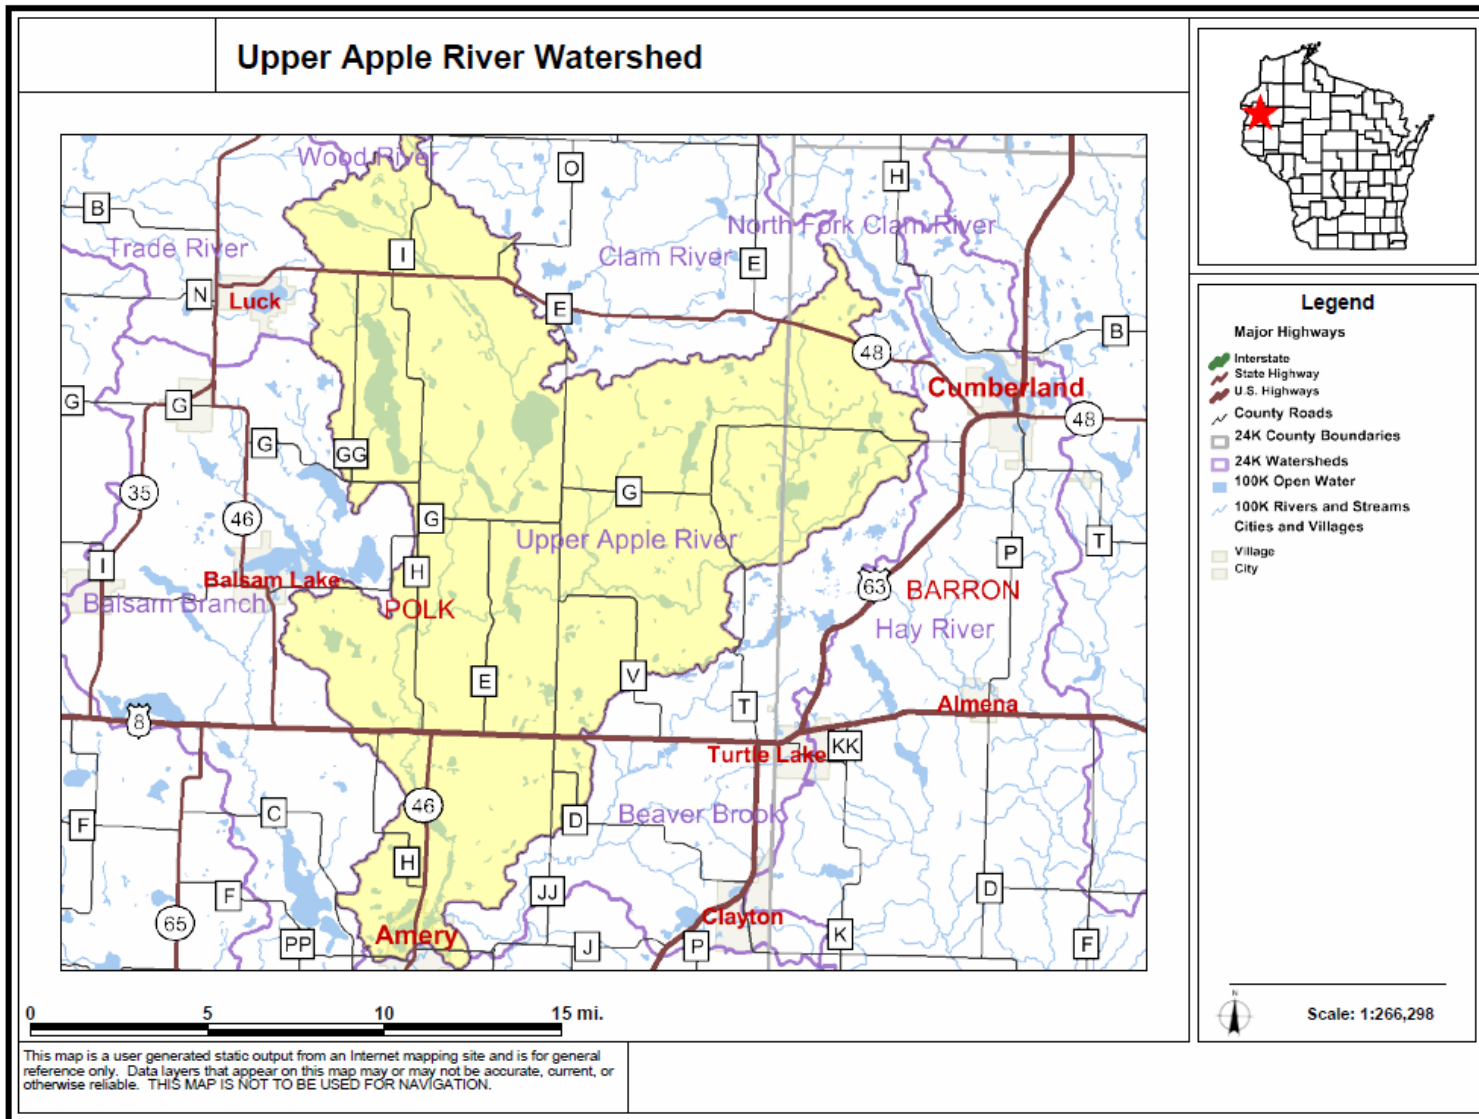 Upper Apple River Watershed
Wood River
O
H
B
North Fork Clam River
Trade River
I
Clam River
E
N
Luck
E
B
48
Cumberland
G
G
48
G
GG
35
G
46
G
Upper Apple River
P
T
I
H
Balsam Lake
63
BARRON
Balsam Branch
POLK
Hay River
E
V
T
Almena
8
Turtle Lake
KK
46
C
Beaver Brook
F
D
H
F
JJ
D
65
Clayton
Amery
PP
J
P
K
F
0 5 10 15 mi.
This map is a user generated static output from an Internet mapping site and is for general
reference only. Data layers that appear on this map may or may not be accurate, current, or
otherwise reliable. THIS MAP IS NOT TO BE USED FOR NAVIGATION.
Legend
Major Highways
Interstate
State Highway
U.S. Highways
County Roads
24K County Boundaries
24K Watersheds
100K Open Water
100K Rivers and Streams
Cities and Villages
Village
City
N
Scale: 1:266,298